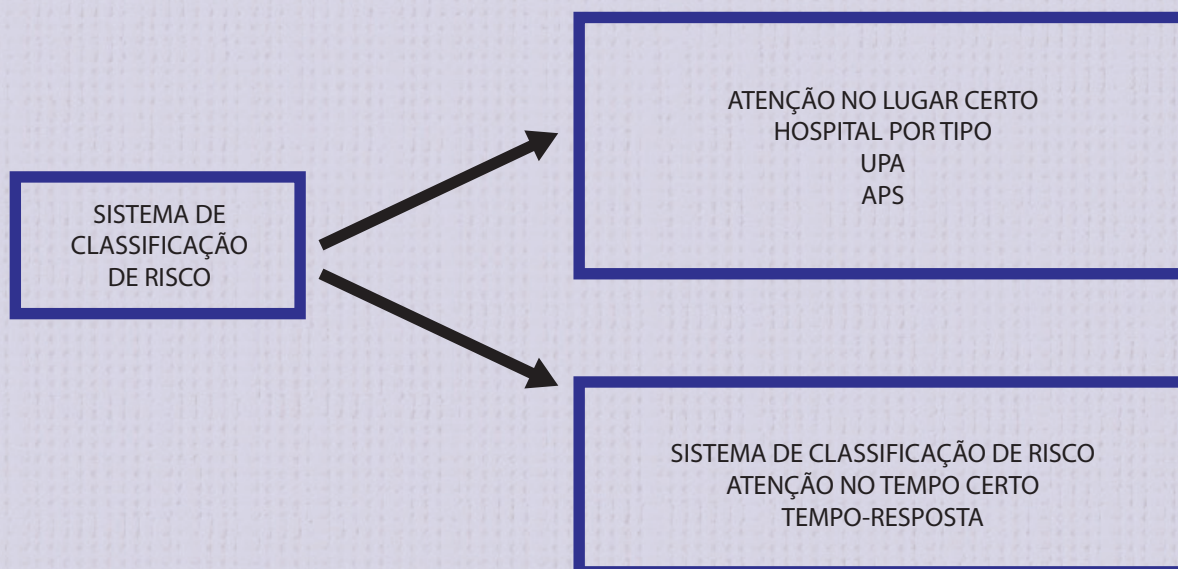 SISTEMA DE
CLASSIFICAÇÃO
DE RISCO
ATENÇÃO NO LUGAR CERTO
HOSPITAL POR TIPO
UPA
APS
SISTEMA DE CLASSIFICAÇÃO DE RISCO
ATENÇÃO NO TEMPO CERTO
TEMPO-RESPOSTA